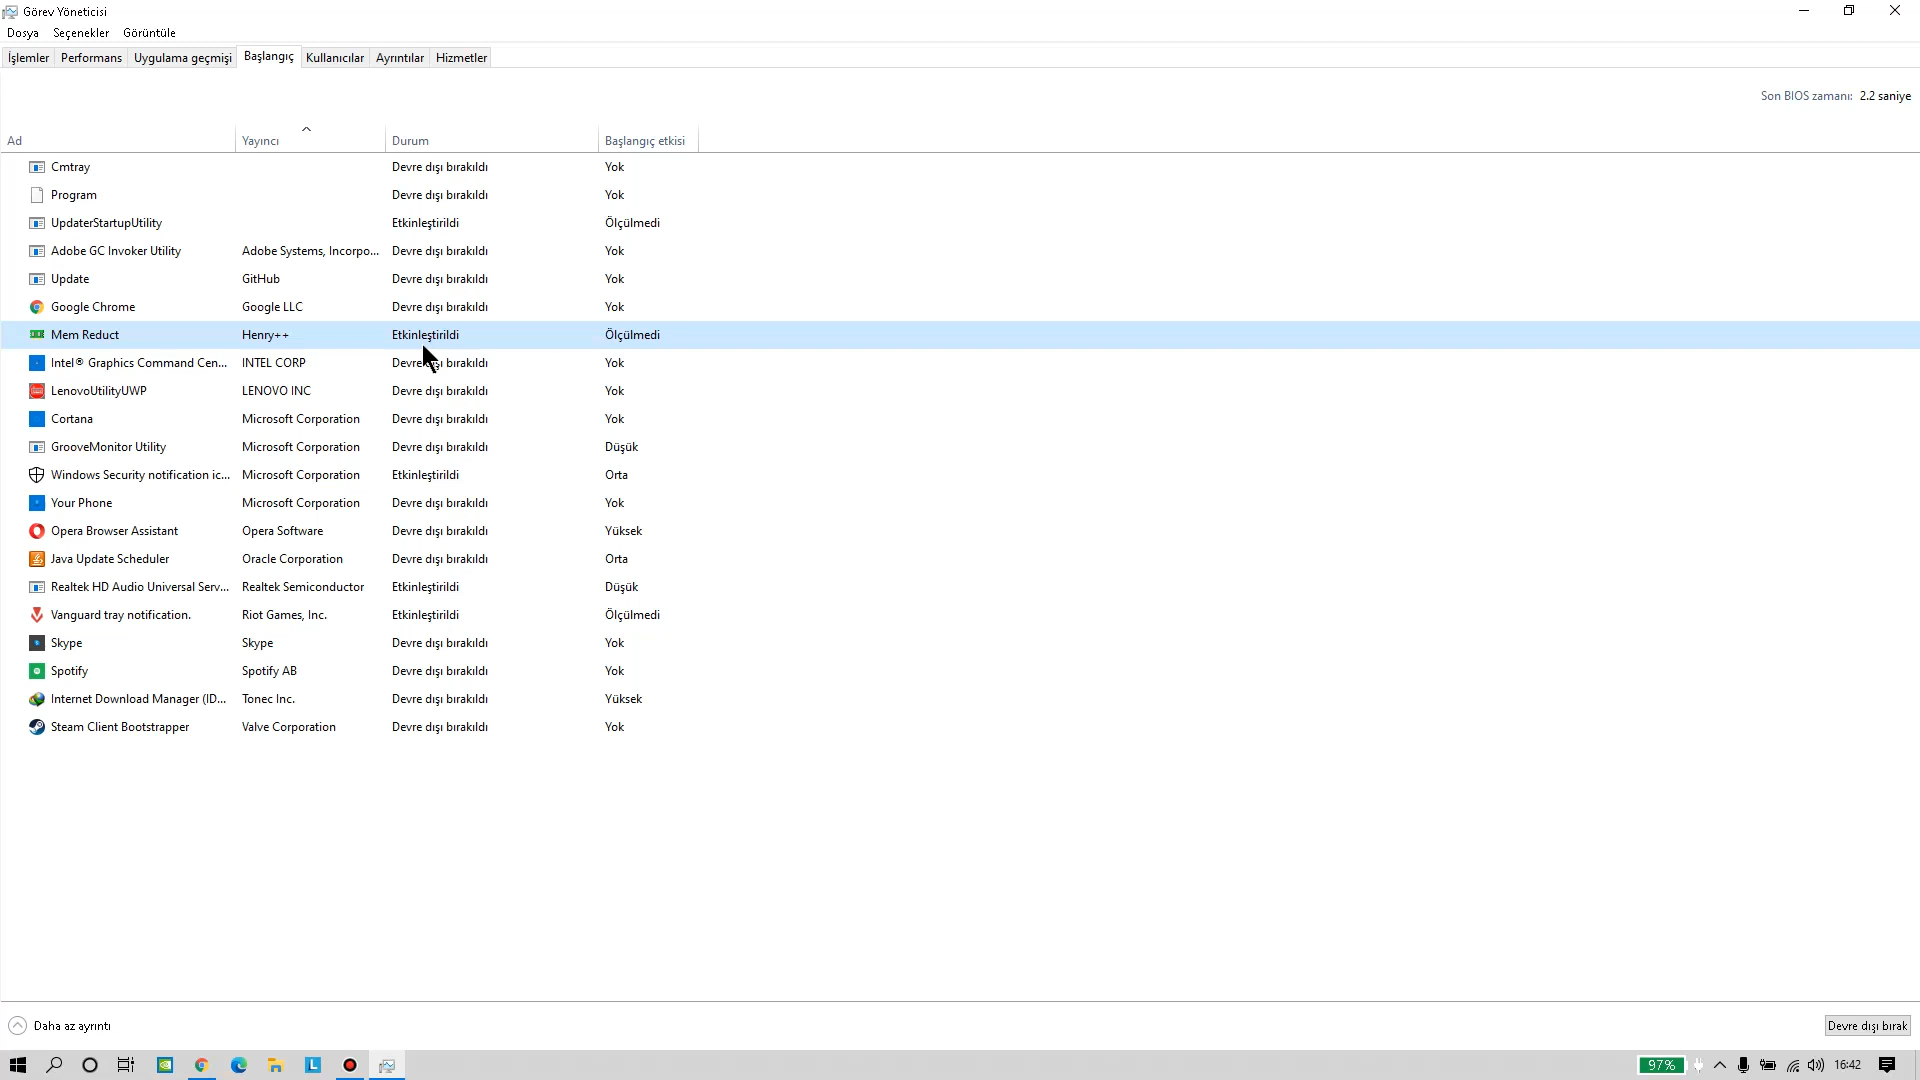 Görev Yöneticisi
Dosya Seçenekler Görüntüle
İşlemler Performans Uygulama geçmişi Başlangıç Kullanıcılar Ayrıntılar Hizmetler
Son BIOS zamanı: 2.2 saniye
Ad Yayıncı Durum Başlangıç etkisi
Cmtray Devre dışı bırakıldı Yok
Program Devre dışı bırakıldı Yok
UpdaterStartupUtility Etkinleştirildi Ölçülmedi
Adobe GC Invoker Utility Adobe Systems, Incorpo... Devre dışı bırakıldı Yok
Update GitHub Devre dışı bırakıldı Yok
Google Chrome Google LLC Devre dışı bırakıldı Yok
Mem Reduct Henry++ Etkinleştirildi Ölçülmedi
Intel® Graphics Command Cen... INTEL CORP Devre dışı bırakıldı Yok
LenovoUtilityUWP LENOVO INC Devre dışı bırakıldı Yok
Cortana Microsoft Corporation Devre dışı bırakıldı Yok
GrooveMonitor Utility Microsoft Corporation Devre dışı bırakıldı Düşük
Windows Security notification ic... Microsoft Corporation Etkinleştirildi Orta
Your Phone Microsoft Corporation Devre dışı bırakıldı Yok
Opera Browser Assistant Opera Software Devre dışı bırakıldı Yüksek
Java Update Scheduler Oracle Corporation Devre dışı bırakıldı Orta
Realtek HD Audio Universal Serv... Realtek Semiconductor Etkinleştirildi Düşük
Vanguard tray notification. Riot Games, Inc. Etkinleştirildi Ölçülmedi
Skype Skype Devre dışı bırakıldı Yok
Spotify Spotify AB Devre dışı bırakıldı Yok
Internet Download Manager (ID... Tonec Inc. Devre dışı bırakıldı Yüksek
Steam Client Bootstrapper Valve Corporation Devre dışı bırakıldı Yok
Daha az ayrıntı Devre dışı bırak
L 97% 16:42